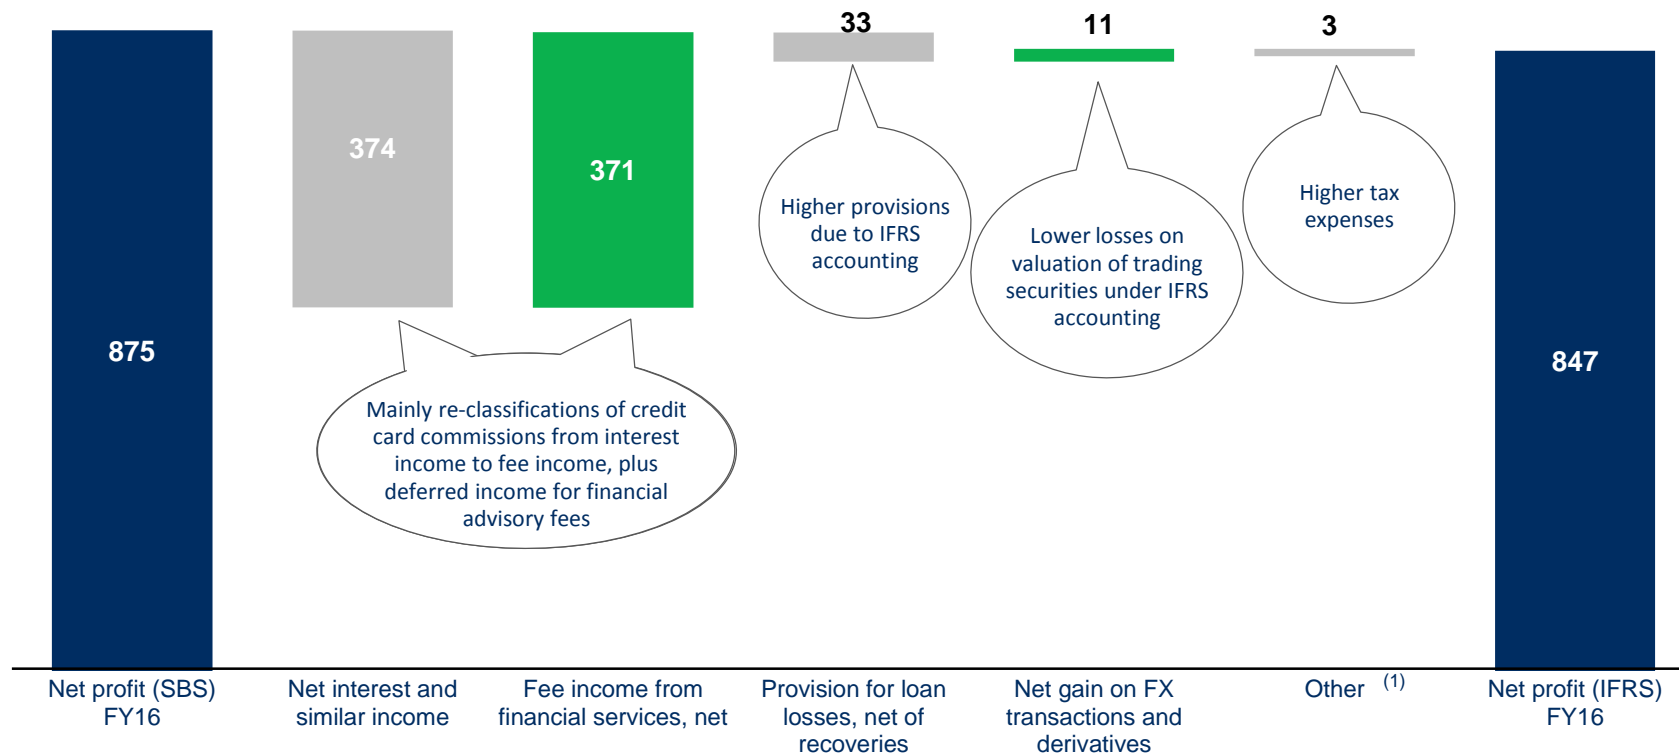 33
11
3
374
371
875
847
Higher provisions
due to IFRS
accounting
Lower losses on
valuation of trading
securities under IFRS
accounting
Higher tax
expenses
Mainly re-classifications of credit
card commissions from interest
income to fee income, plus
deferred income for financial
advisory fees
Net profit (SBS)
FY16
Net interest and
similar income
Fee income from
financial services, net
Provision for loan
losses, net of
recoveries
Net gain on FX
transactions and
derivatives
Other (1)
Net profit (IFRS)
FY16